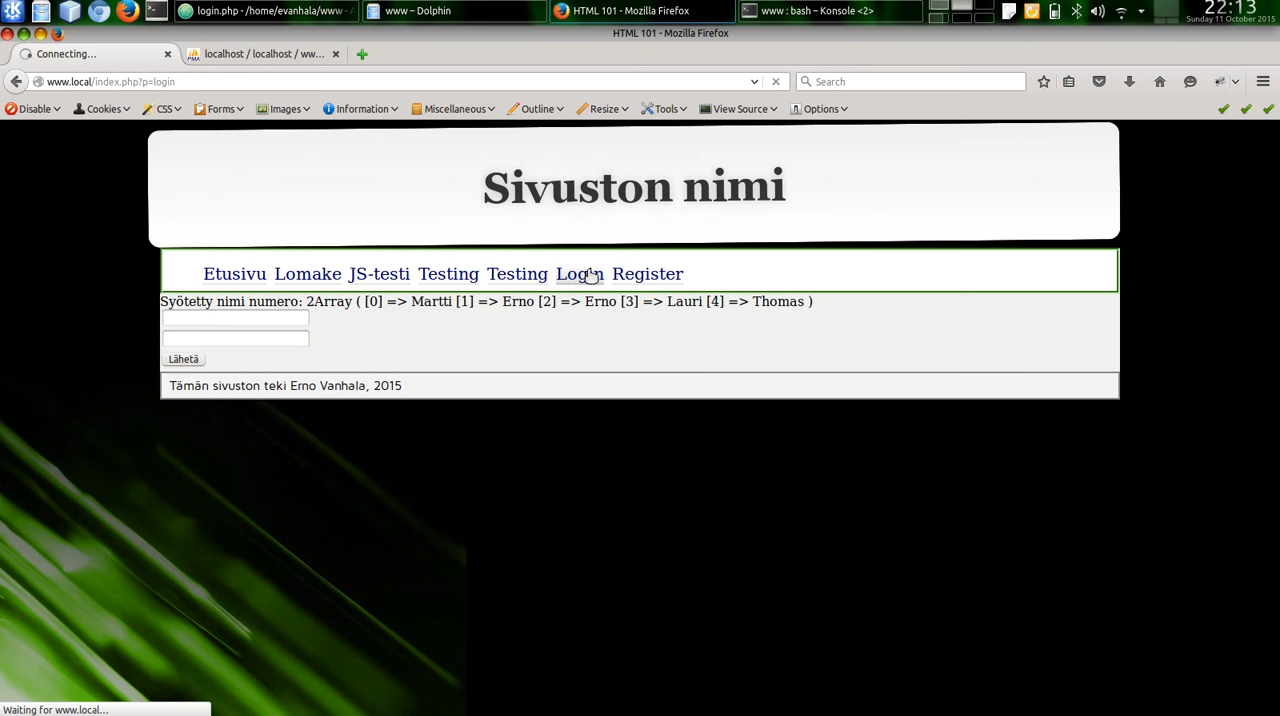 login.php - /home/evanhala/www -
www – Dolphin
HTML 101 - Mozilla Firefox
www : bash – Konsole <2>
22:13
Sunday 11 October 2015
HTML 101 - Mozilla Firefox
Connecting...
localhost / localhost / ww...
www.local/index.php?p=login
Search
Disable
Cookies
CSS
Forms
Images
Information
Miscellaneous
Outline
Resize
Tools
View Source
Options
Sivuston nimi
Etusivu Lomake JS-testi Testing Testing Login Register
Syötetty nimi numero: 2Array ( [0] => Martti [1] => Erno [2] => Erno [3] => Lauri [4] => Thomas )
Lähetä
Tämän sivuston teki Erno Vanhala, 2015
Waiting for www.local...